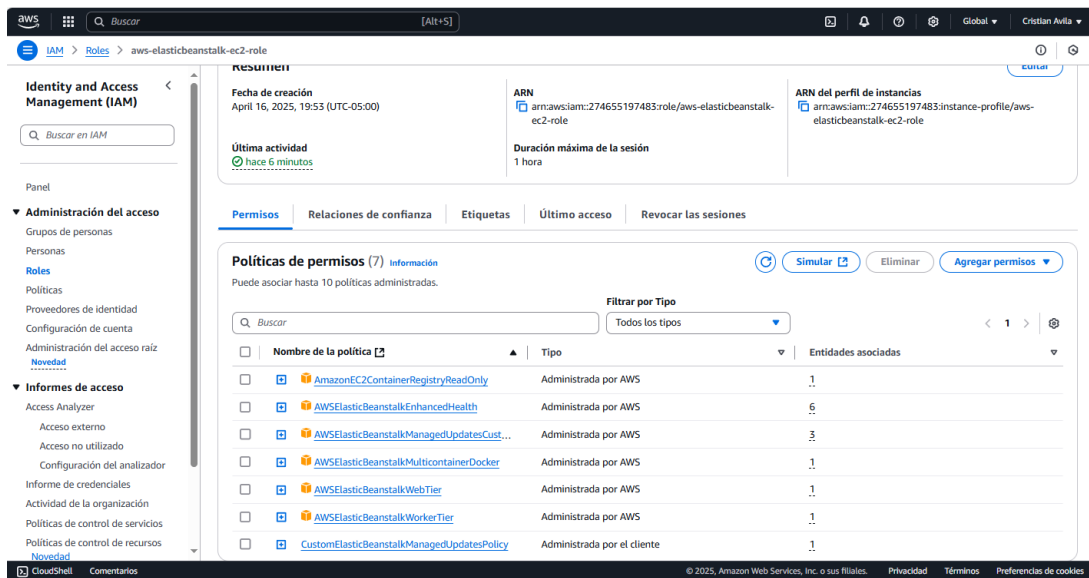 aws
Buscar
[Alt+S]
Global
Cristian Avila
IAM > Roles > aws-elasticbeanstalk-ec2-role
Identity and Access Management (IAM)
Buscar en IAM
Panel
Administración del acceso
Grupos de personas
Personas
Roles
Políticas
Proveedores de identidad
Configuración de cuenta
Administración del acceso raíz
Novedad
Informes de acceso
Access Analyzer
Acceso externo
Acceso no utilizado
Configuración del analizador
Informe de credenciales
Actividad de la organización
Políticas de control de servicios
Políticas de control de recursos
Novedad
Resumen
Editar
Fecha de creación
April 16, 2025, 19:53 (UTC-05:00)
ARN
arn:aws:iam::274655197483:role/aws-elasticbeanstalk-
ec2-role
ARN del perfil de instancias
arn:aws:iam::274655197483:instance-profile/aws-
elasticbeanstalk-ec2-role
Última actividad
hace 6 minutos
Duración máxima de la sesión
1 hora
Permisos
Relaciones de confianza
Etiquetas
Último acceso
Revocar las sesiones
Políticas de permisos (7) Información
Simular
Eliminar
Agregar permisos
Puede asociar hasta 10 políticas administradas.
Filtrar por Tipo
Buscar
Todos los tipos
1
Nombre de la política
Tipo
Entidades asociadas
AmazonEC2ContainerRegistryReadOnly Administrada por AWS 1
AWSElasticBeanstalkEnhancedHealth Administrada por AWS 6
AWSElasticBeanstalkManagedUpdatesCust... Administrada por AWS 3
AWSElasticBeanstalkMulticontainerDocker Administrada por AWS 1
AWSElasticBeanstalkWebTier Administrada por AWS 1
AWSElasticBeanstalkWorkerTier Administrada por AWS 1
CustomElasticBeanstalkManagedUpdatesPolicy Administrada por el cliente 1
CloudShell
Comentarios
© 2025, Amazon Web Services, Inc. o sus filiales.
Privacidad
Términos
Preferencias de cookies